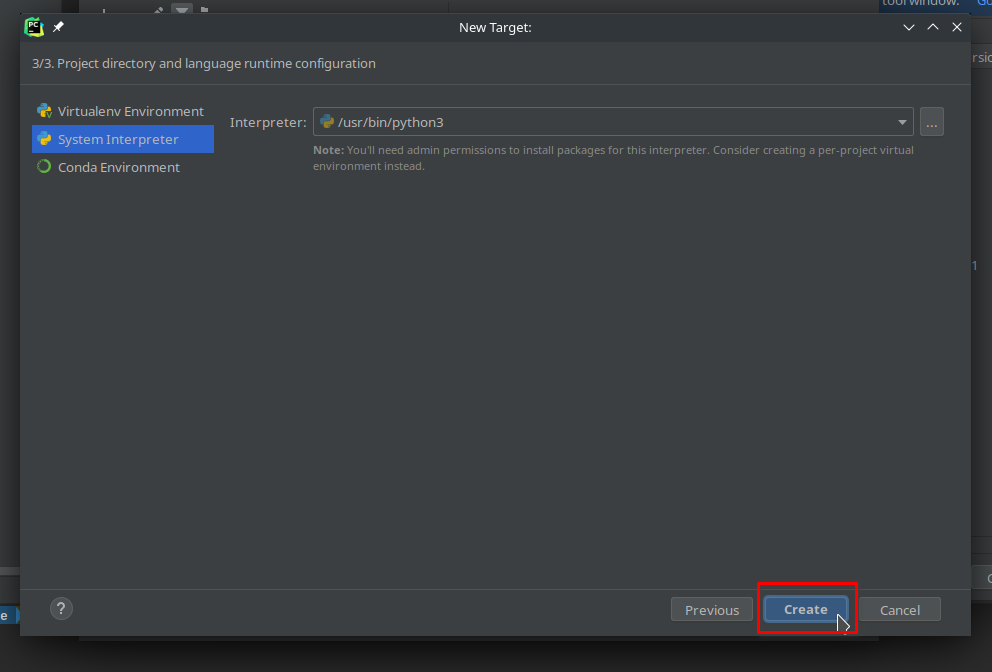 toolwindow.
PC
New Target:
3/3. Project directory and language runtime configuration
Virtualenv Environment
System Interpreter
Conda Environment
Interpreter:
/usr/bin/python3
...
Note: You'll need admin permissions to install packages for this interpreter. Consider creating a per-project virtual
environment instead.
1
?
Previous
Create
Cancel
e